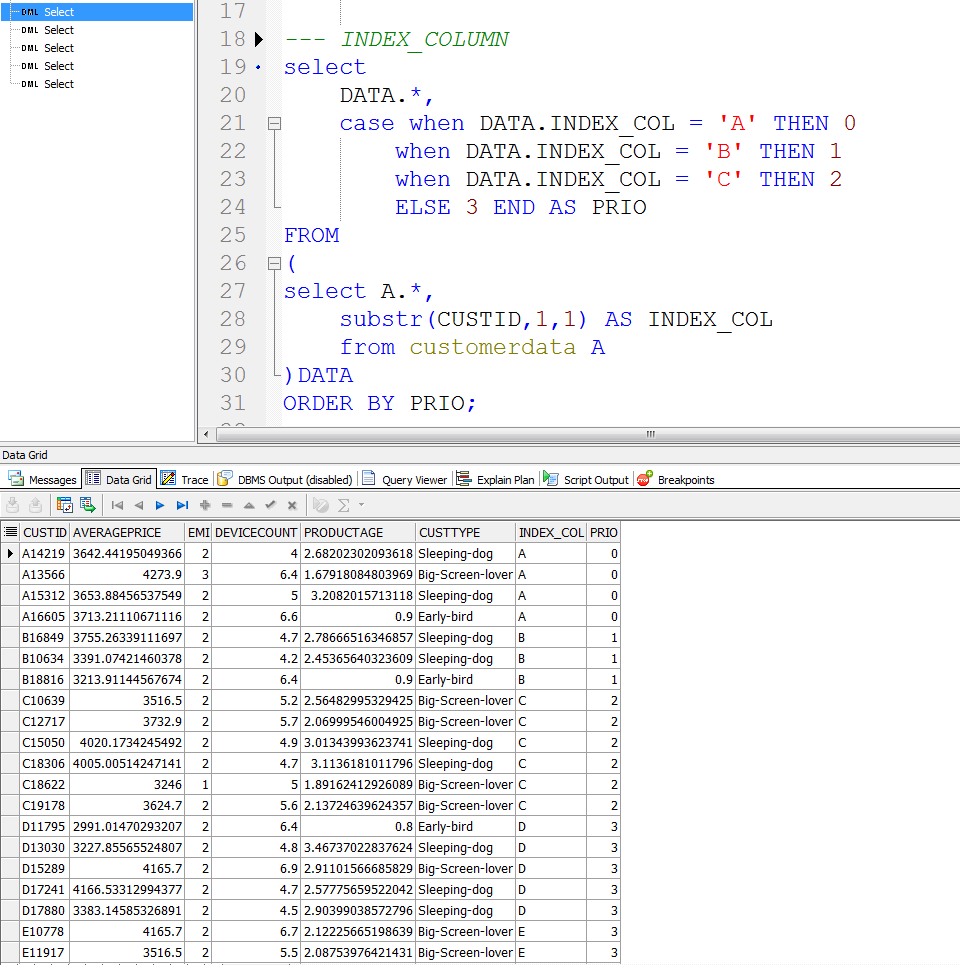 DML Select
DML Select
DML Select
DML Select
DML Select
17
18 --- INDEX_COLUMN
19 select
20 DATA.*,
21 case when DATA.INDEX_COL = 'A' THEN 0
22 when DATA.INDEX_COL = 'B' THEN 1
23 when DATA.INDEX_COL = 'C' THEN 2
24 ELSE 3 END AS PRIO
25 FROM
26 (
27 select A.*,
28 substr(CUSTID,1,1) AS INDEX_COL
29 from customerdata A
30 )DATA
31 ORDER BY PRIO;
Data Grid
Messages Data Grid Trace DBMS Output (disabled) Query Viewer Explain Plan Script Output Breakpoints
CUSTID AVERAGEPRICE EMI DEVICECOUNT PRODUCTAGE CUSTTYPE INDEX_COL PRIO
A14219 3642.44195049366 2 4 2.68202302093618 Sleeping-dog A 0
A13566 4273.9 3 6.4 1.67918084803969 Big-Screen-lover A 0
A15312 3653.88456537549 2 5 3.2082015713118 Sleeping-dog A 0
A16605 3713.21110671116 2 6.6 0.9 Early-bird A 0
B16849 3755.26339111697 2 4.7 2.78666516346857 Sleeping-dog B 1
B10634 3391.07421460378 2 4.2 2.45365640323609 Sleeping-dog B 1
B18816 3213.91144567674 2 6.4 0.9 Early-bird B 1
C10639 3516.5 2 5.2 2.56482995329425 Big-Screen-lover C 2
C12717 3732.9 2 5.7 2.06999546004925 Big-Screen-lover C 2
C15050 4020.1734245492 2 4.9 3.01343993623741 Sleeping-dog C 2
C18306 4005.00514247141 2 4.7 3.1136181011796 Sleeping-dog C 2
C18622 3246 1 5 1.89162412926089 Big-Screen-lover C 2
C19178 3624.7 2 5.6 2.13724639624357 Big-Screen-lover C 2
D11795 2991.01470293207 2 6.4 0.8 Early-bird D 3
D13030 3227.85565524807 2 4.8 3.46737022837624 Sleeping-dog D 3
D15289 4165.7 2 6.9 2.91101566685829 Big-Screen-lover D 3
D17241 4166.53312994377 2 4.7 2.57775659522042 Sleeping-dog D 3
D17880 3383.14585326891 2 4.5 2.90399038572796 Sleeping-dog D 3
E10778 4165.7 2 6.7 2.12225665198639 Big-Screen-lover E 3
E11917 3516.5 2 5.5 2.08753976421431 Big-Screen-lover E 3